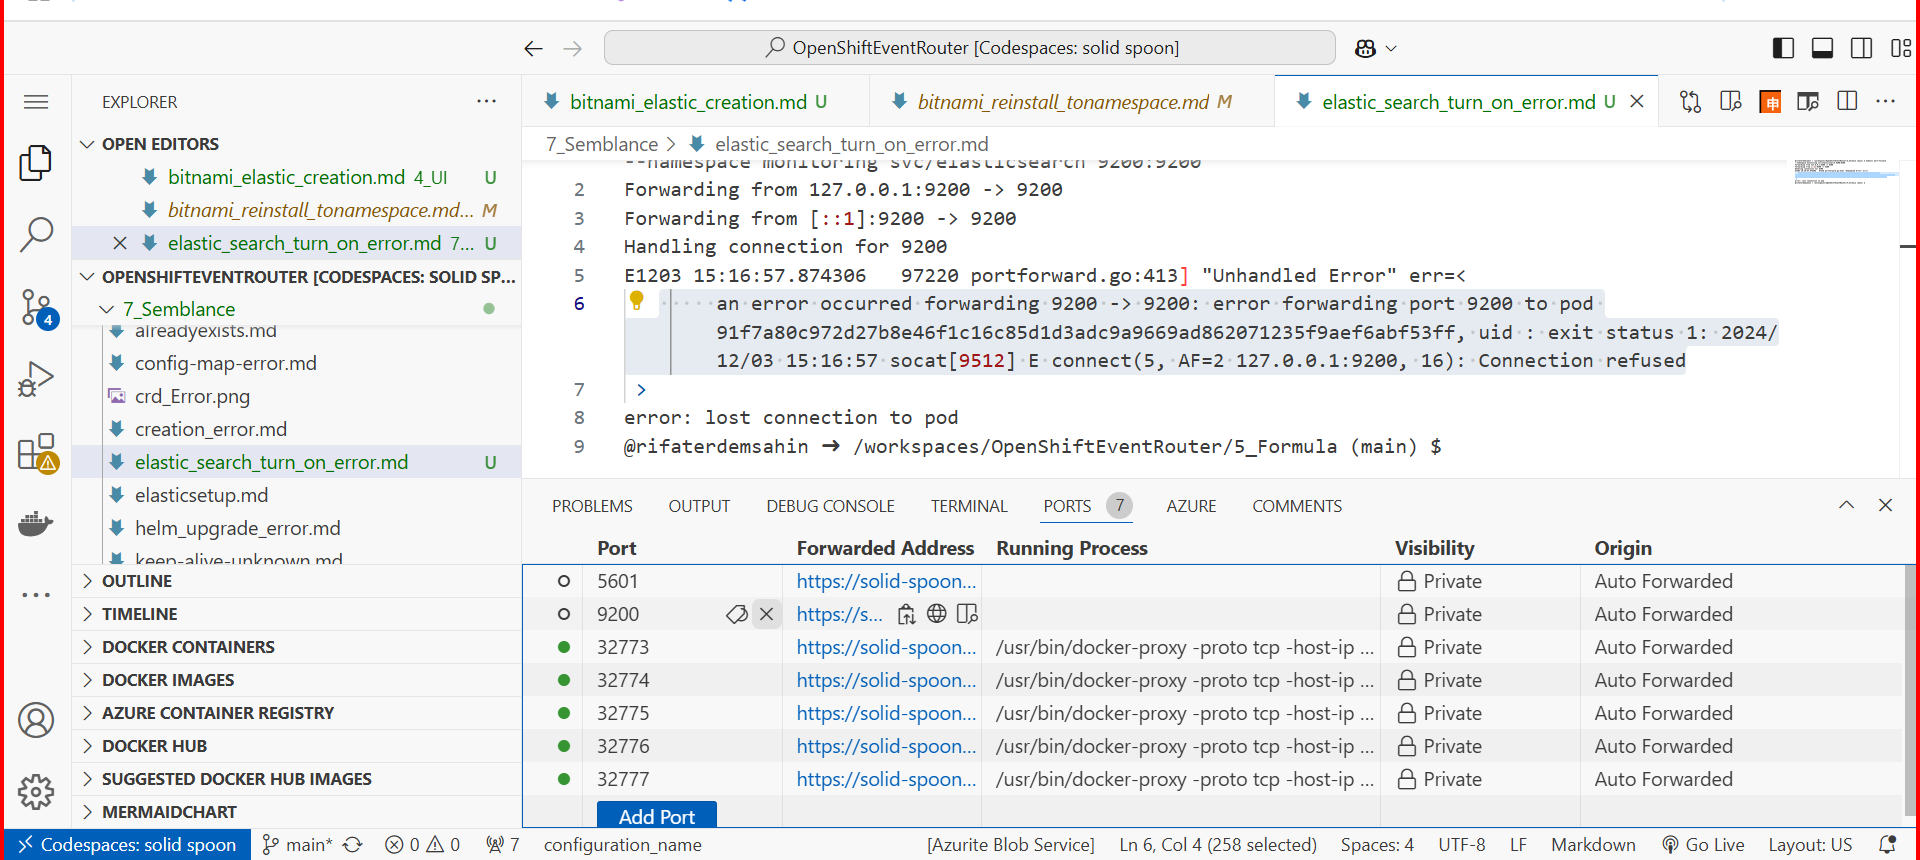 OpenShiftEventRouter [Codespaces: solid spoon]
EXPLORER
OPEN EDITORS
bitnami_elastic_creation.md 4_UI U
bitnami_reinstall_tonamespace.md... M
elastic_search_turn_on_error.md 7... U
OPENSHIFTEVENTROUTER [CODESPACES: SOLID SP...
7_Semblance
alreadyexists.md
config-map-error.md
crd_Error.png
creation_error.md
elastic_search_turn_on_error.md U
elasticsetup.md
helm_upgrade_error.md
keep-alive-unknown.md
OUTLINE
TIMELINE
DOCKER CONTAINERS
DOCKER IMAGES
AZURE CONTAINER REGISTRY
DOCKER HUB
SUGGESTED DOCKER HUB IMAGES
MERMAIDCHART
4
bitnami_elastic_creation.md U
bitnami_reinstall_tonamespace.md M
elastic_search_turn_on_error.md U
申
7_Semblance > elastic_search_turn_on_error.md
--namespace monitoring svc/elasticsearch 9200:9200
2 Forwarding from 127.0.0.1:9200 -> 9200
3 Forwarding from [::1]:9200 -> 9200
4 Handling connection for 9200
5 E1203 15:16:57.874306   97220 portforward.go:413] "Unhandled Error" err=<
6 an error occurred forwarding 9200 -> 9200: error forwarding port 9200 to pod
91f7a80c972d27b8e46f1c16c85d1d3adc9a9669ad862071235f9aef6abf53ff, uid : exit status 1: 2024/
12/03 15:16:57 socat[9512] E connect(5, AF=2 127.0.0.1:9200, 16): Connection refused
7 >
8 error: lost connection to pod
9 @rifaterdemsahin ➜ /workspaces/OpenShiftEventRouter/5_Formula (main) $
PROBLEMS OUTPUT DEBUG CONSOLE TERMINAL PORTS 7 AZURE COMMENTS
Port Forwarded Address Running Process Visibility Origin
5601 https://solid-spoon... Private Auto Forwarded
9200 https://s... Private Auto Forwarded
32773 https://solid-spoon... /usr/bin/docker-proxy -proto tcp -host-ip ... Private Auto Forwarded
32774 https://solid-spoon... /usr/bin/docker-proxy -proto tcp -host-ip ... Private Auto Forwarded
32775 https://solid-spoon... /usr/bin/docker-proxy -proto tcp -host-ip ... Private Auto Forwarded
32776 https://solid-spoon... /usr/bin/docker-proxy -proto tcp -host-ip ... Private Auto Forwarded
32777 https://solid-spoon... /usr/bin/docker-proxy -proto tcp -host-ip ... Private Auto Forwarded
Add Port
Codespaces: solid spoon main* 0 0 7 configuration_name [Azurite Blob Service] Ln 6, Col 4 (258 selected) Spaces: 4 UTF-8 LF Markdown Go Live Layout: US